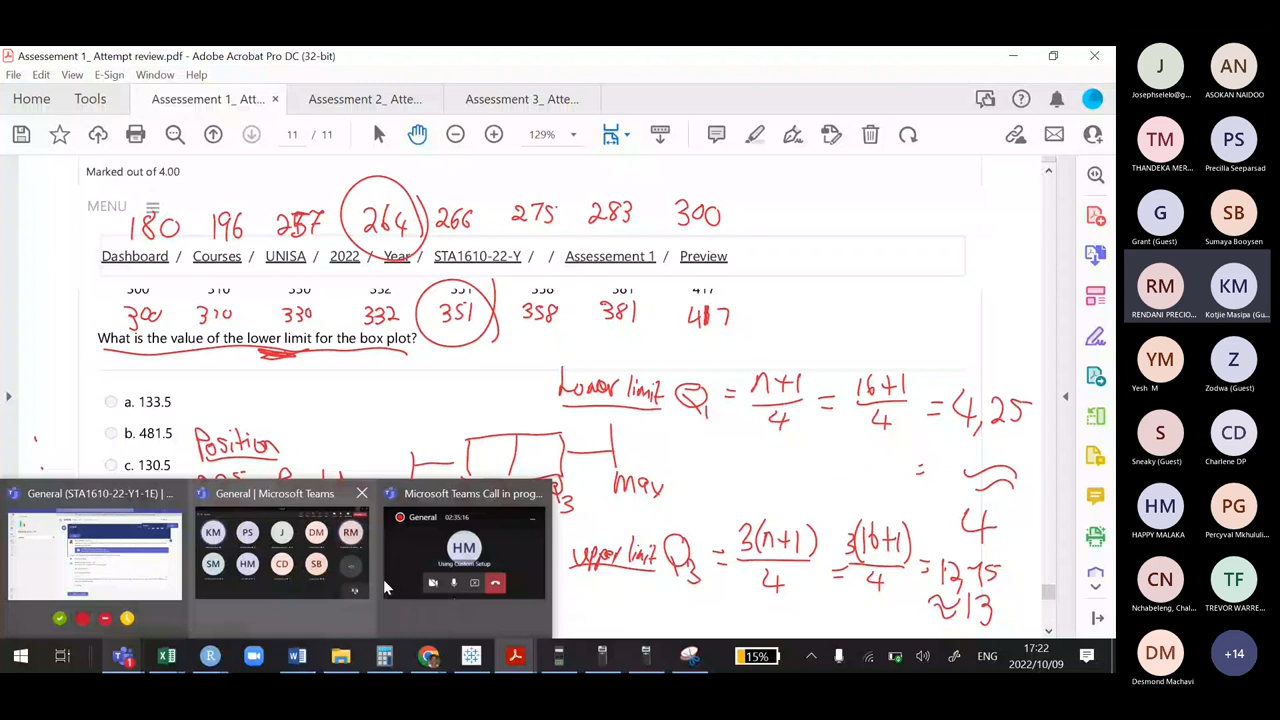 Assessement 1_ Attempt review.pdf - Adobe Acrobat Pro DC (32-bit)
File Edit View E-Sign Window Help
Home Tools Assessement 1_ Att... × Assessment 2_ Atte... Assessment 3_ Atte...
11 / 11 129%
Marked out of 4.00
MENU
180 196 257 264 266 275 283 300
Dashboard / Courses / UNISA / 2022 / Year / STA1610-22-Y / / Assessement 1 / Preview
300 310 330 332 351 358 381 417
What is the value of the lower limit for the box plot?
a. 133.5
b. 481.5
c. 130.5
Position
Lower limit Q1 = n+1/4 = 16+1/4 = 4,25
= ≈ 4
max
upper limit Q3 = 3(n+1)/4 = 3(16+1)/4 = 12,75
≈ 13
General (STA1610-22-Y1-1E) | ...
General | Microsoft Teams
Microsoft Teams Call in prog...
General 02:35:16
HM
KM PS J DM RM
SM HM CD SB
15%
ENG
17:22
2022/10/09
J AN
Josephselelo@g... ASOKAN NAIDOO
TM PS
THANDEKA MER... Precilla Seeparsad
G SB
Grant (Guest) Sumaya Booysen
RM KM
RENDANI PRECIO... Kotjie Masipa (Gu...
YM Z
Yesh M Zodwa (Guest)
S CD
Sneaky (Guest) Charlene DP
HM PG
HAPPY MALAKA Percyval Mkhululi...
CN TF
Nchabeleng, Chal... TREVOR WARRE...
DM +14
Desmond Machavi